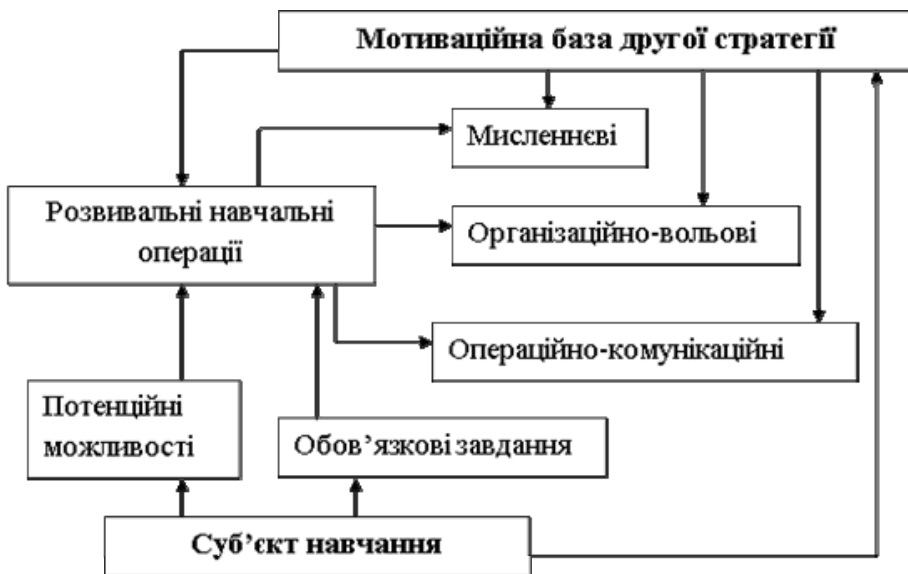 Мотиваційна база другої стратегії
Мисленнєві
Розвивальні навчальні
операції
Організаційно-вольові
Операційно-комунікаційні
Потенційні
можливості
Обов’язкові завдання
Суб’єкт навчання